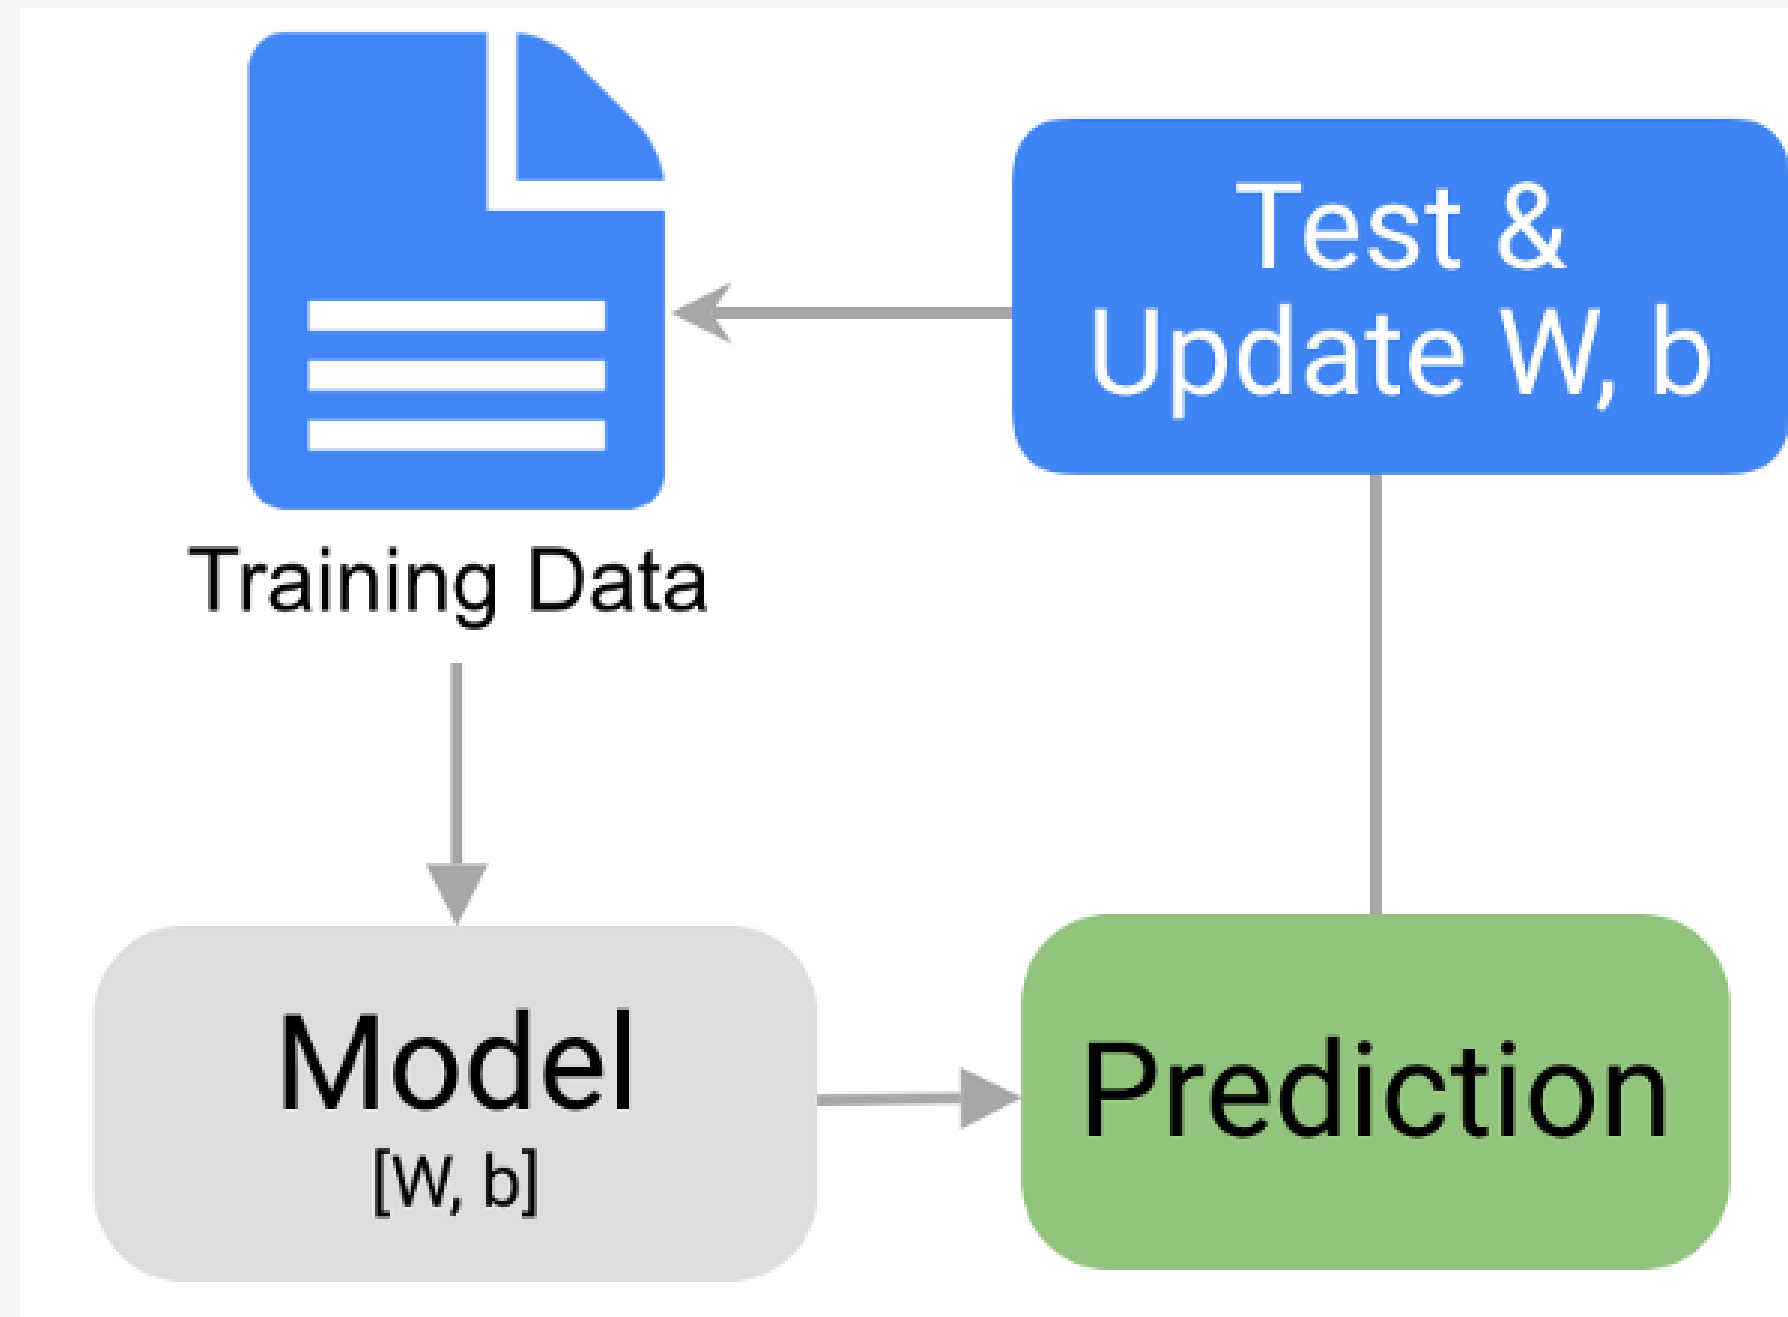 Test &
Update W, b
Training Data
Model
[W, b]
Prediction